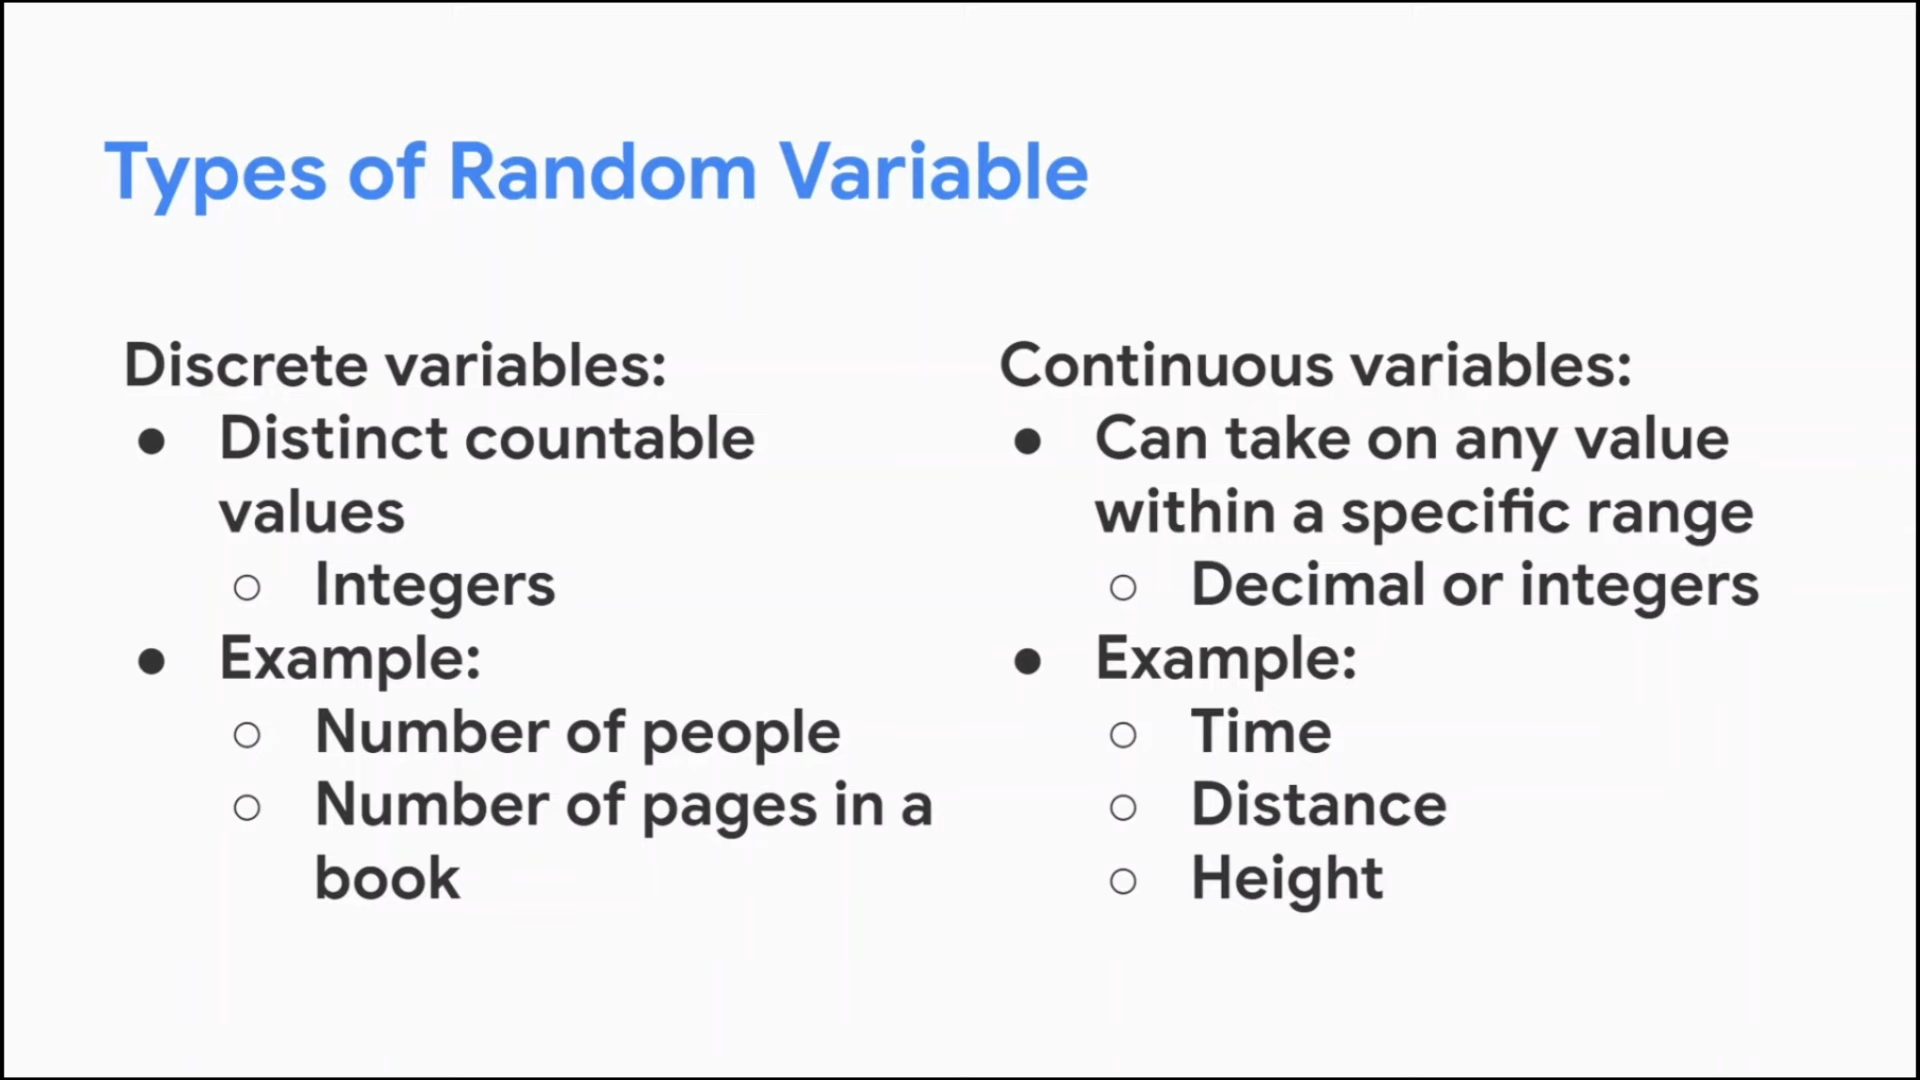 Types of Random Variable
Discrete variables:
● Distinct countable
values
○ Integers
● Example:
○ Number of people
○ Number of pages in a
book
Continuous variables:
● Can take on any value
within a specific range
○ Decimal or integers
● Example:
○ Time
○ Distance
○ Height